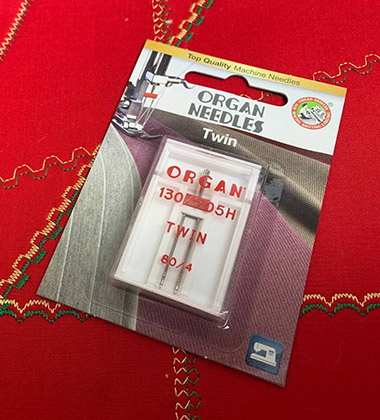 Top Quality Machine Needles
ORGAN
NEEDLES
Twin
ORGAN
130/705H
TWIN
80/4